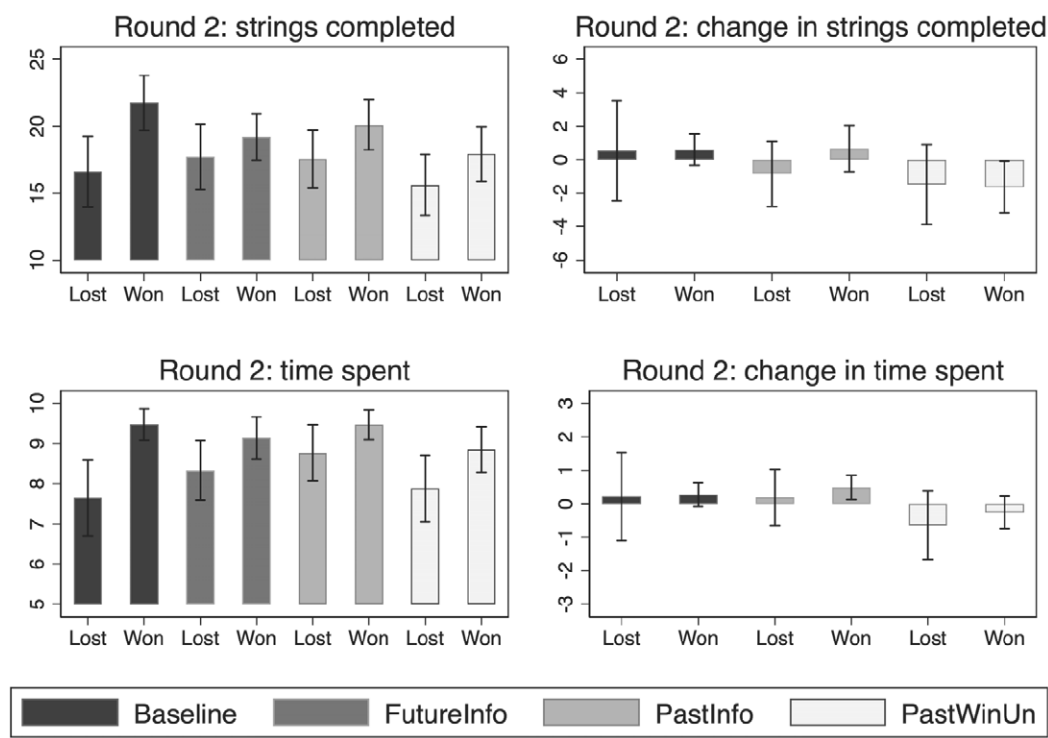 Round 2: strings completed
25
20
15
10
Lost Won Lost Won Lost Won Lost Won
Round 2: change in strings completed
6
4
2
0
-2
-4
-6
Lost Won Lost Won Lost Won
Round 2: time spent
10
9
8
7
6
5
Lost Won Lost Won Lost Won Lost Won
Round 2: change in time spent
3
2
1
0
-1
-2
-3
Lost Won Lost Won Lost Won
Baseline FutureInfo PastInfo PastWinUn